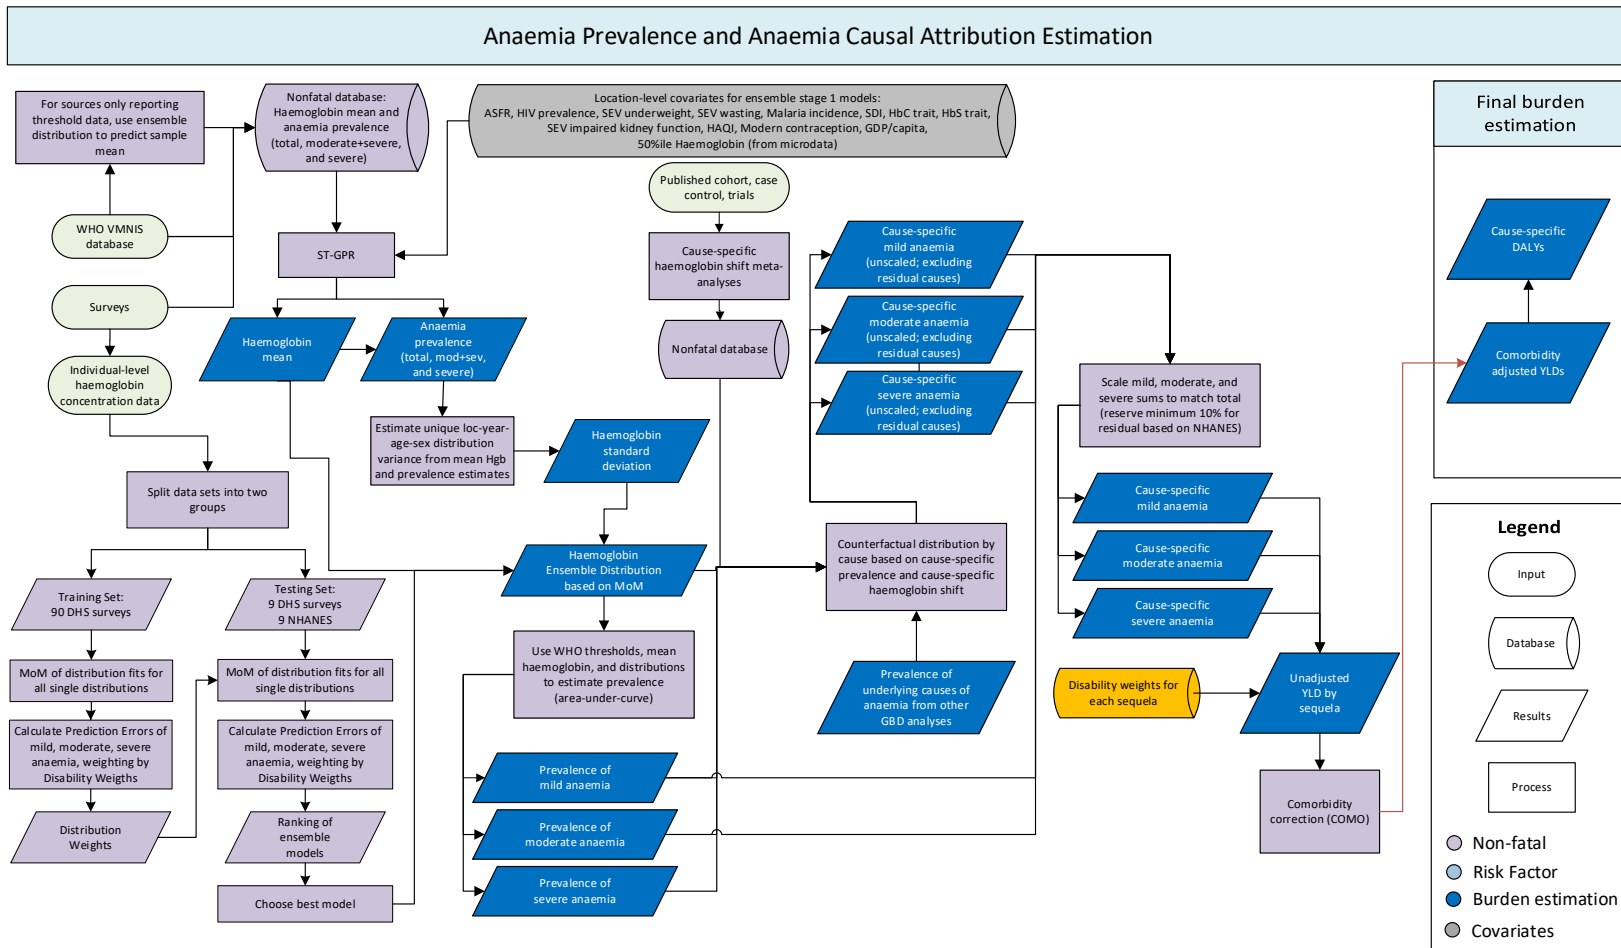 Anaemia Prevalence and Anaemia Causal Attribution Estimation
For sources only reporting
threshold data, use ensemble
distribution to predict sample
mean
Nonfatal database:
Haemoglobin mean and
anaemia prevalence
(total, moderate+severe,
and severe)
Location-level covariates for ensemble stage 1 models:
ASFR, HIV prevalence, SEV underweight, SEV wasting, Malaria incidence, SDI, HbC trait, HbS trait,
SEV impaired kidney function, HAQI, Modern contraception, GDP/capita,
50%ile Haemoglobin (from microdata)
WHO VMNIS
database
Surveys
Individual-level
haemoglobin
concentration data
ST-GPR
Haemoglobin
mean
Anaemia
prevalence
(total, mod+sev,
and severe)
Estimate unique loc-year-
age-sex distribution
variance from mean Hgb
and prevalence estimates
Haemoglobin
standard
deviation
Published cohort, case
control, trials
Cause-specific
haemoglobin shift meta-
analyses
Nonfatal database
Cause-specific
mild anaemia
(unscaled; excluding
residual causes)
Cause-specific
moderate anaemia
(unscaled; excluding
residual causes)
Cause-specific
severe anaemia
(unscaled; excluding
residual causes)
Scale mild, moderate, and
severe sums to match total
(reserve minimum 10% for
residual based on NHANES)
Split data sets into two
groups
Training Set:
90 DHS surveys
Testing Set:
9 DHS surveys
9 NHANES
MoM of distribution fits for
all single distributions
MoM of distribution fits for all
single distributions
Calculate Prediction Errors of
mild, moderate, severe
anaemia, weighting by
Disability Weigths
Calculate Prediction Errors of
mild, moderate, severe
anaemia, weighting by
Disability Weigths
Distribution
Weights
Ranking of
ensemble
models
Choose best model
Haemoglobin
Ensemble Distribution
based on MoM
Use WHO thresholds, mean
haemoglobin, and distributions
to estimate prevalence
(area-under-curve)
Prevalence of
mild anaemia
Prevalence of
moderate anaemia
Prevalence of
severe anaemia
Counterfactual distribution by
cause based on cause-specific
prevalence and cause-specific
haemoglobin shift
Prevalence of
underlying causes of
anaemia from other
GBD analyses
Cause-specific
mild anaemia
Cause-specific
moderate anaemia
Cause-specific
severe anaemia
Disability weights for
each sequela
Unadjusted
YLD by
sequela
Comorbidity
correction (COMO)
Final burden
estimation
Cause-specific
DALYs
Comorbidity
adjusted YLDs
Legend
Input
Database
Results
Process
Non-fatal
Risk Factor
Burden estimation
Covariates